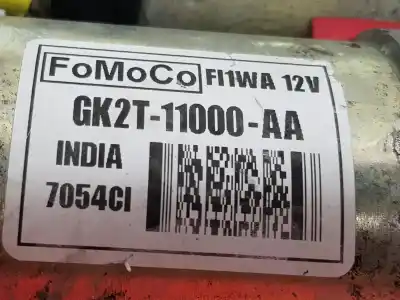 FoMoCo FI1WA 12V
GK2T-11000-AA
INDIA
7054CI